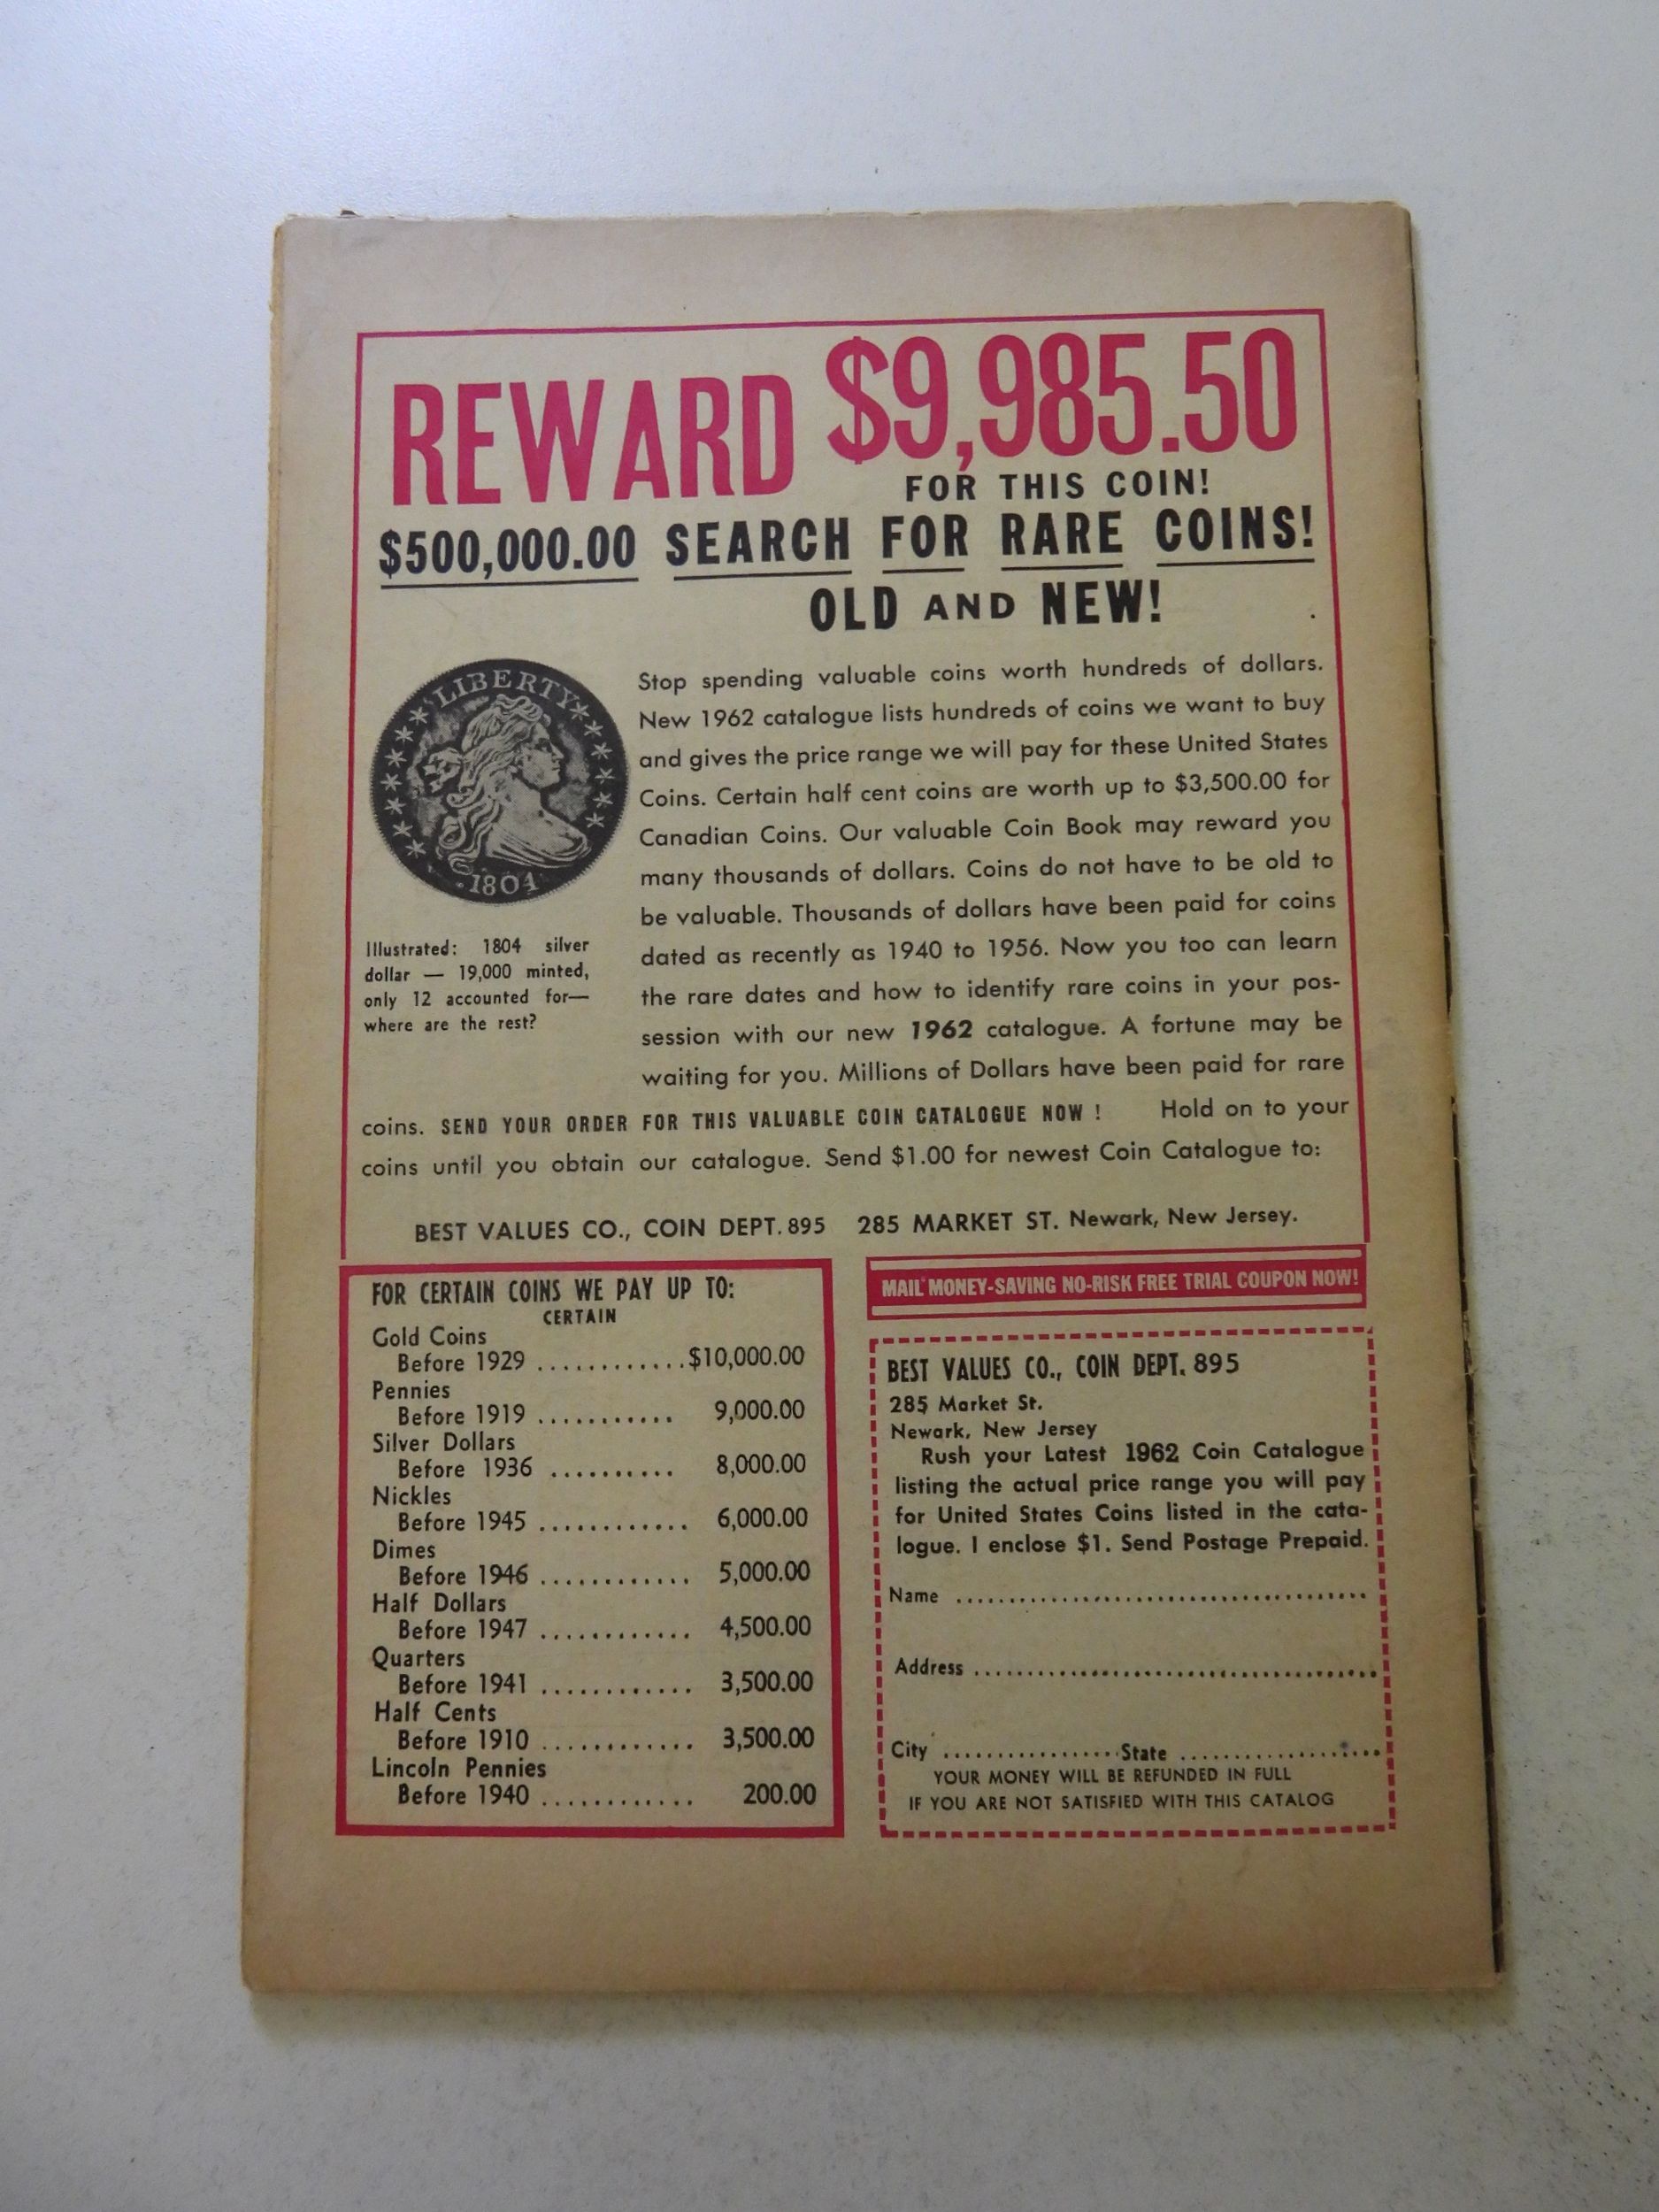 REWARD $9,985.50
FOR THIS COIN!
$500,000.00 SEARCH FOR RARE COINS!
OLD AND NEW!
LIBERTY
1804
Illustrated: 1804 silver
dollar — 19,000 minted,
only 12 accounted for—
where are the rest?
Stop spending valuable coins worth hundreds of dollars.
New 1962 catalogue lists hundreds of coins we want to buy
and gives the price range we will pay for these United States
Coins. Certain half cent coins are worth up to $3,500.00 for
Canadian Coins. Our valuable Coin Book may reward you
many thousands of dollars. Coins do not have to be old to
be valuable. Thousands of dollars have been paid for coins
dated as recently as 1940 to 1956. Now you too can learn
the rare dates and how to identify rare coins in your pos-
session with our new 1962 catalogue. A fortune may be
waiting for you. Millions of Dollars have been paid for rare
coins. SEND YOUR ORDER FOR THIS VALUABLE COIN CATALOGUE NOW ! Hold on to your
coins until you obtain our catalogue. Send $1.00 for newest Coin Catalogue to:
BEST VALUES CO., COIN DEPT. 895 285 MARKET ST. Newark, New Jersey.
FOR CERTAIN COINS WE PAY UP TO:
CERTAIN
Gold Coins
Before 1929 ............$10,000.00
Pennies
Before 1919 ........... 9,000.00
Silver Dollars
Before 1936 .......... 8,000.00
Nickles
Before 1945 ............ 6,000.00
Dimes
Before 1946 ............ 5,000.00
Half Dollars
Before 1947 ............ 4,500.00
Quarters
Before 1941 ............ 3,500.00
Half Cents
Before 1910 ............ 3,500.00
Lincoln Pennies
Before 1940 ............ 200.00
MAIL MONEY-SAVING NO-RISK FREE TRIAL COUPON NOW!
BEST VALUES CO., COIN DEPT. 895
285 Market St.
Newark, New Jersey
Rush your Latest 1962 Coin Catalogue
listing the actual price range you will pay
for United States Coins listed in the cata-
logue. I enclose $1. Send Postage Prepaid.
Name ........................................
Address ........................................
City .................State ....................
YOUR MONEY WILL BE REFUNDED IN FULL
IF YOU ARE NOT SATISFIED WITH THIS CATALOG